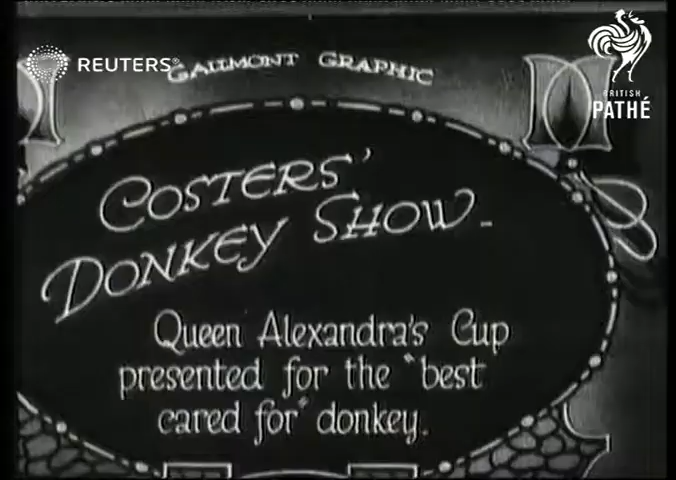 REUTERS
GAUMONT GRAPHIC
BRITISH
PATHÉ
COSTERS'
DONKEY SHOW-
Queen Alexandra's Cup
presented for the "best
cared for" donkey.